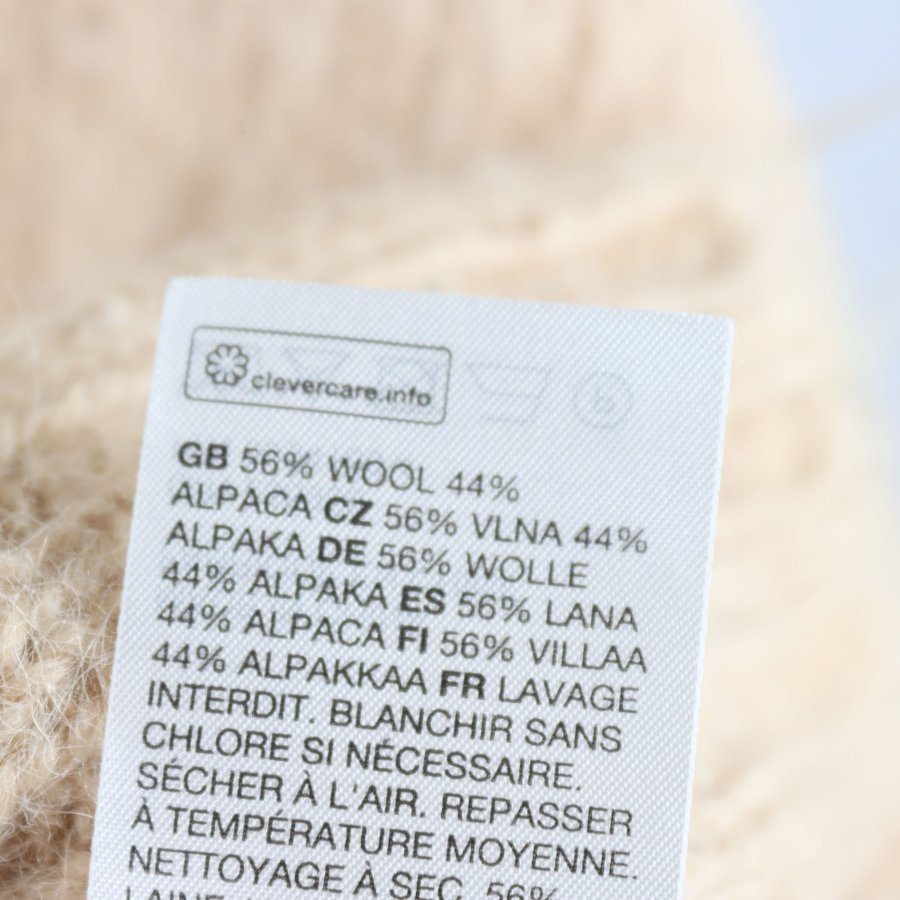 clevercare.info
GB 56% WOOL 44%
ALPACA CZ 56% VLNA 44%
ALPAKA DE 56% WOLLE
44% ALPAKA ES 56% LANA
44% ALPACA FI 56% VILLAA
44% ALPAKKAA FR LAVAGE
INTERDIT. BLANCHIR SANS
CHLORE SI NÉCESSAIRE.
SÉCHER À L'AIR. REPASSER
À TEMPÉRATURE MOYENNE.
NETTOYAGE À SEC, 56%
LAINE